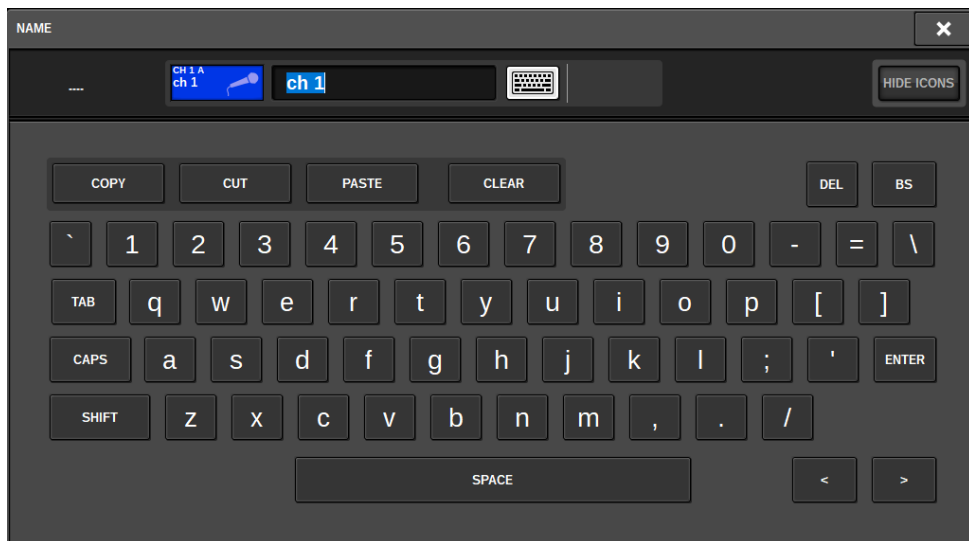 NAME ×
CH 1 A
---- ch 1 ch 1 HIDE ICONS
COPY CUT PASTE CLEAR DEL BS
` 1 2 3 4 5 6 7 8 9 0 - = \
TAB q w e r t y u i o p [ ]
CAPS a s d f g h j k l ; ' ENTER
SHIFT z x c v b n m , . /
SPACE < >